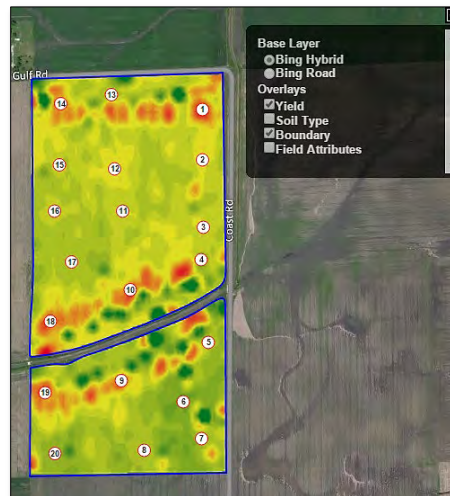 Base Layer
Bing Hybrid
Bing Road
Overlays
Yield
Soil Type
Boundary
Field Attributes
Gulf Rd
13
14
1
2
15
12
16
11
Coast Rd
3
17
4
10
18
5
9
19
6
7
20
8